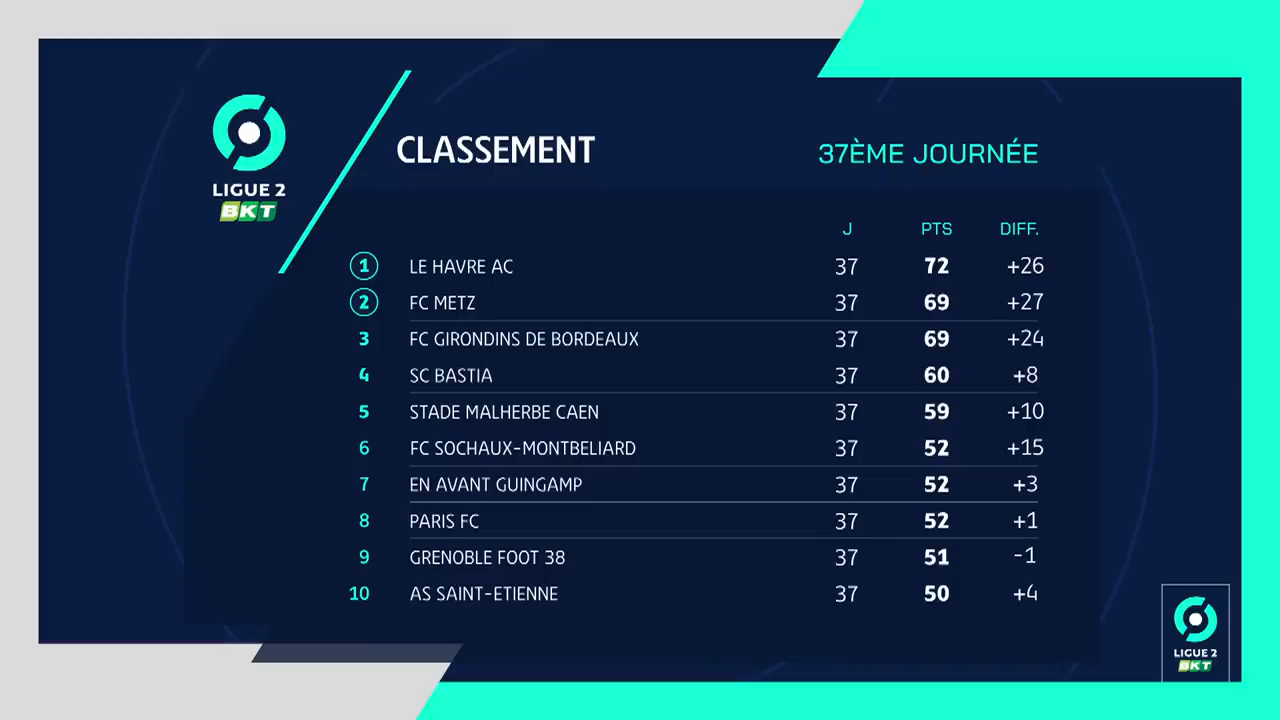 CLASSEMENT 37ÈME JOURNÉE
LIGUE 2
BKT
J PTS DIFF.
1 LE HAVRE AC 37 72 +26
2 FC METZ 37 69 +27
3 FC GIRONDINS DE BORDEAUX 37 69 +24
4 SC BASTIA 37 60 +8
5 STADE MALHERBE CAEN 37 59 +10
6 FC SOCHAUX-MONTBELIARD 37 52 +15
7 EN AVANT GUINGAMP 37 52 +3
8 PARIS FC 37 52 +1
9 GRENOBLE FOOT 38 37 51 -1
10 AS SAINT-ETIENNE 37 50 +4
LIGUE 2
BKT